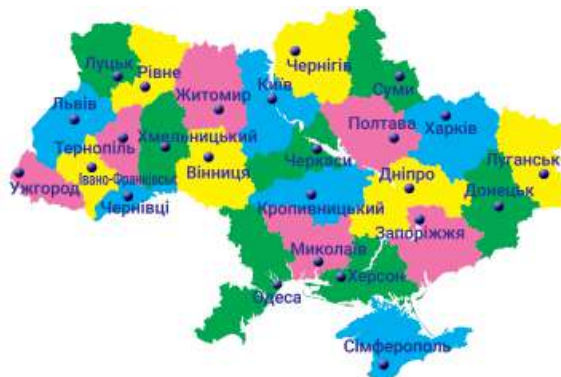 Чернігів
Луцьк
Рівне
Суми
Київ
Житомир
Львів
Полтава
Харків
Тернопіль
Хмельницький
Черкаси
Луганськ
Івано-Франківськ
Вінниця
Дніпро
Ужгород
Донецьк
Чернівці
Кропивницький
Запоріжжя
Миколаїв
Херсон
Одеса
Сімферополь